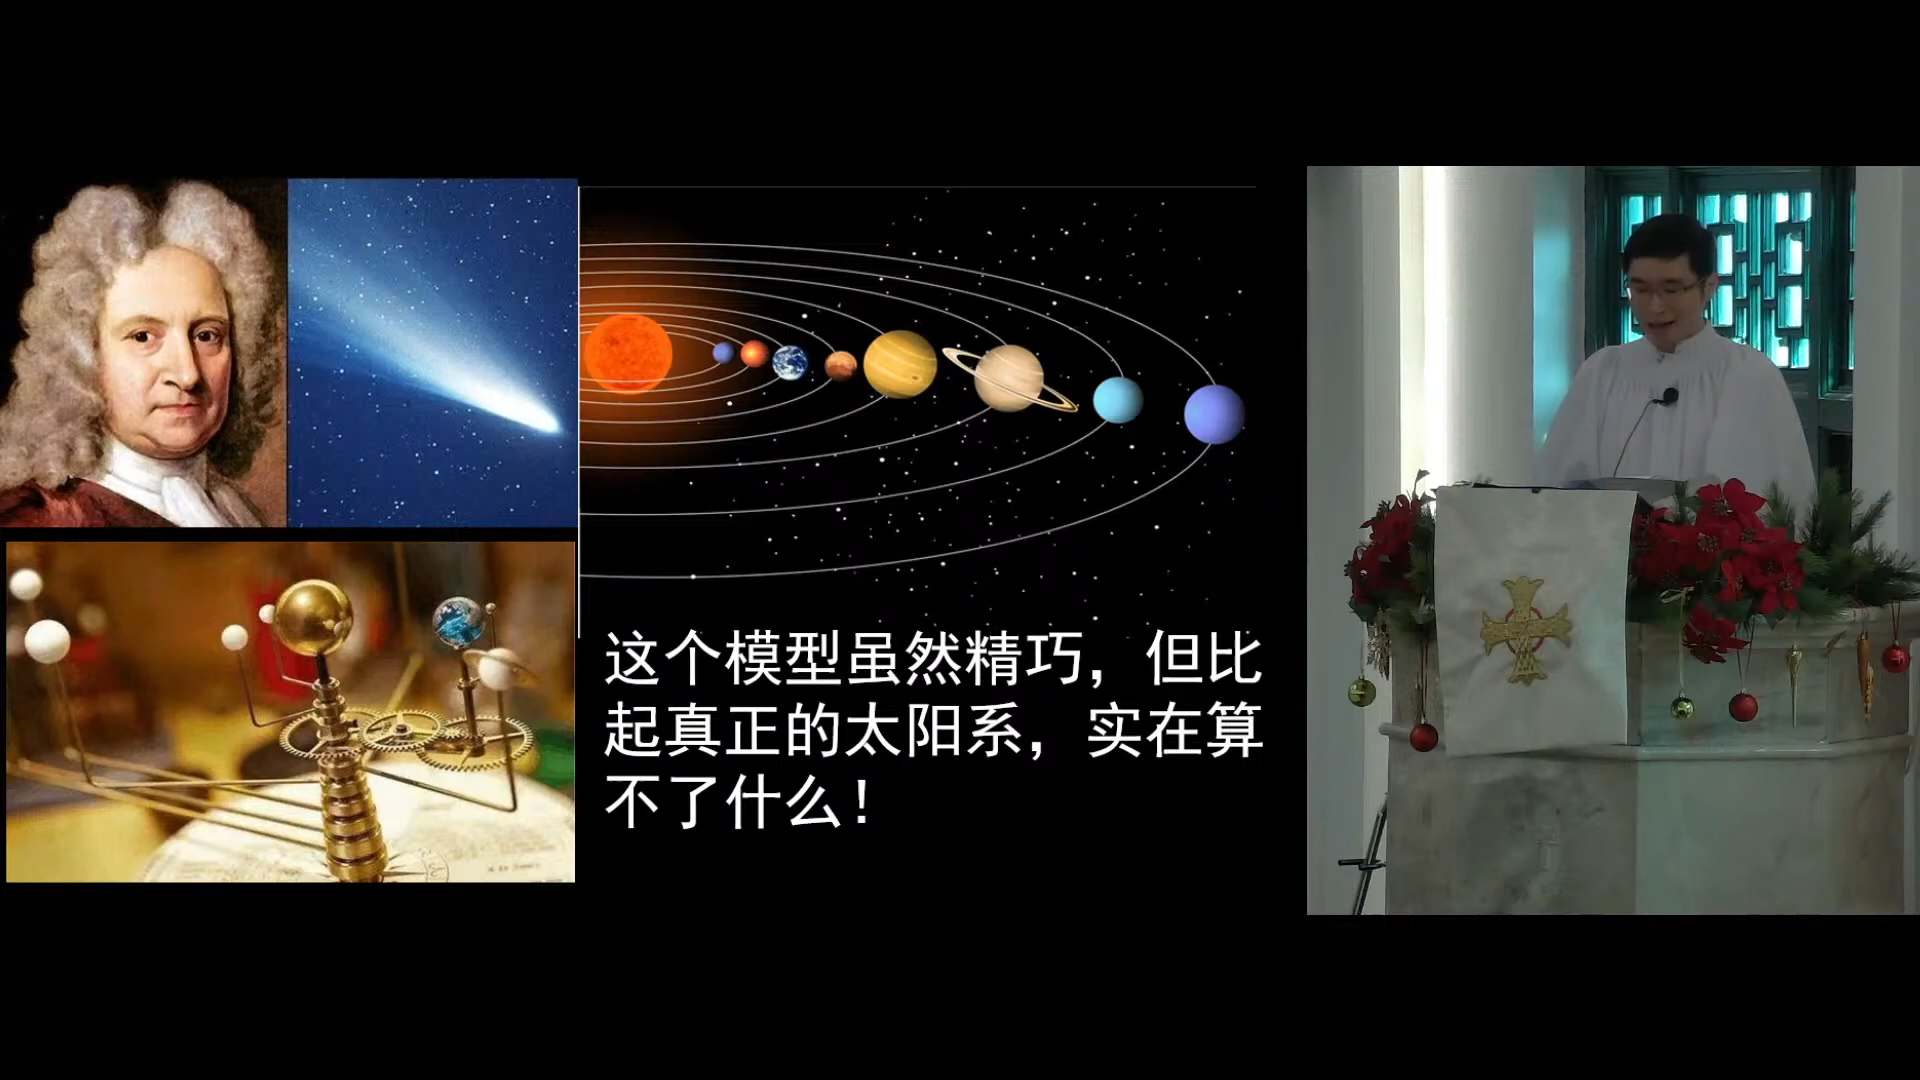 这个模型虽然精巧，但比
起真正的太阳系，实在算
不了什么！